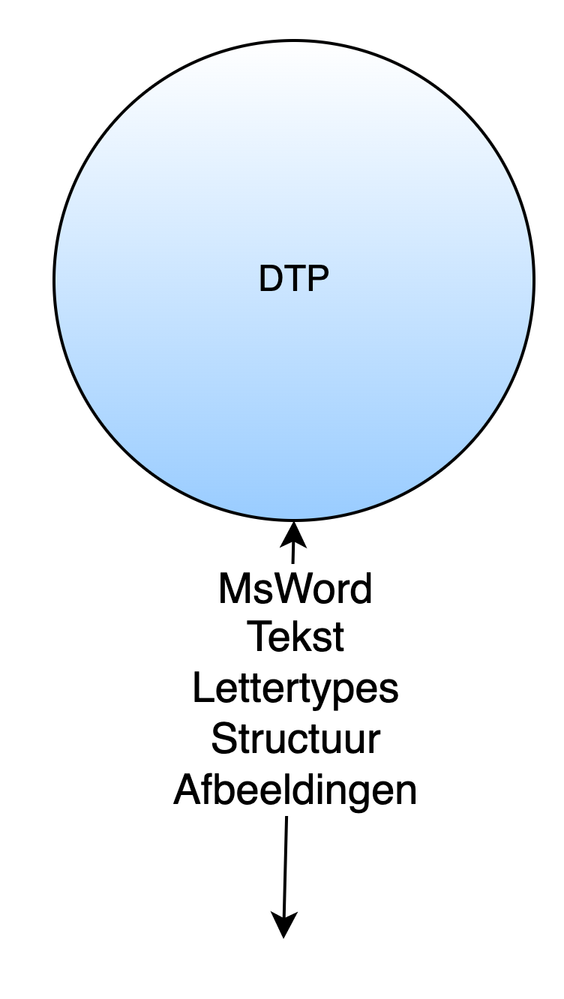 DTP
MsWord
Tekst
Lettertypes
Structuur
Afbeeldingen